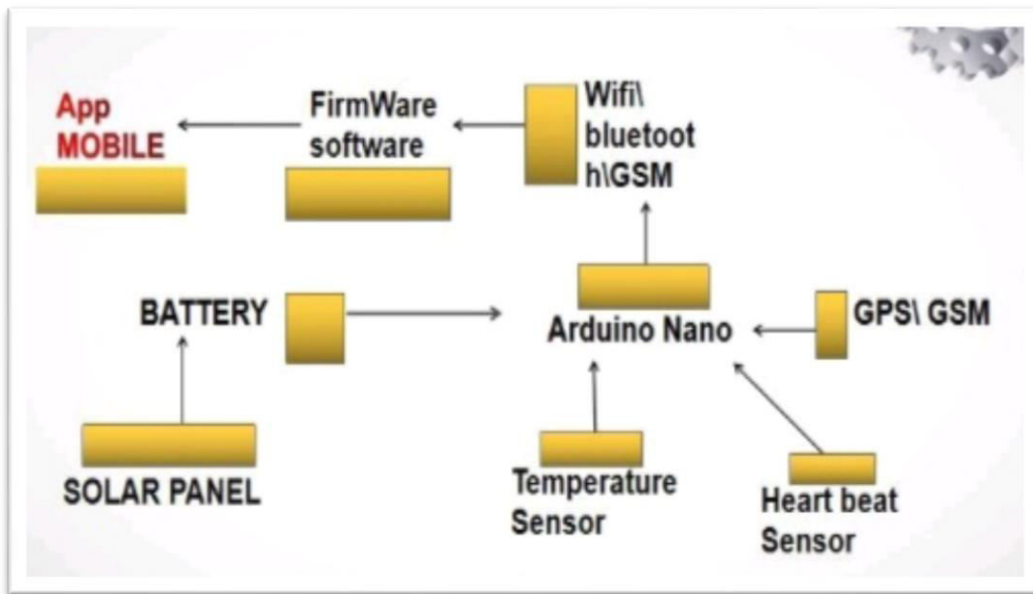 App
MOBILE
FirmWare
software
Wifi\
bluetoot
h\GSM
BATTERY
Arduino Nano
GPS\ GSM
SOLAR PANEL
Temperature
Sensor
Heart beat
Sensor